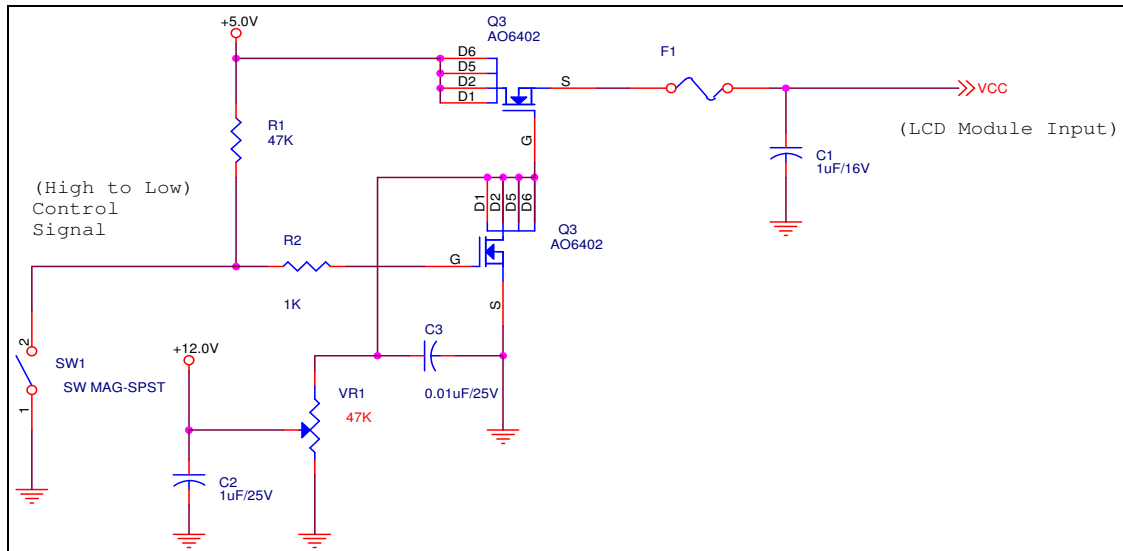 +5.0V
Q3
AO6402
D6
D5
D2
D1
S
G
F1
VCC
(LCD Module Input)
R1
47K
C1
1uF/16V
(High to Low)
Control
Signal
D1
D2
D5
D6
Q3
AO6402
R2
1K
G
S
2
SW1
SW MAG-SPST
1
+12.0V
C3
0.01uF/25V
VR1
47K
C2
1uF/25V